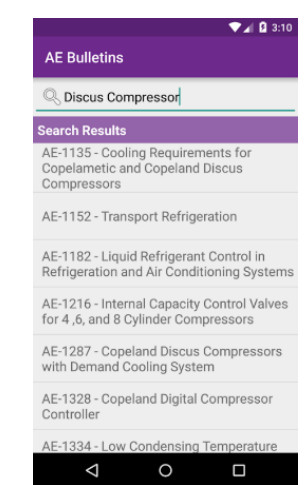 3:10
AE Bulletins
Discus Compressor
Search Results
AE-1135 - Cooling Requirements for
Copelametic and Copeland Discus
Compressors
AE-1152 - Transport Refrigeration
AE-1182 - Liquid Refrigerant Control in
Refrigeration and Air Conditioning Systems
AE-1216 - Internal Capacity Control Valves
for 4 ,6, and 8 Cylinder Compressors
AE-1287 - Copeland Discus Compressors
with Demand Cooling System
AE-1328 - Copeland Digital Compressor
Controller
AE-1334 - Low Condensing Temperature